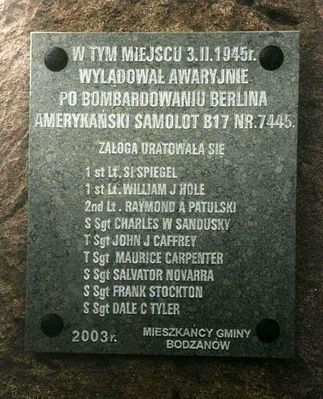 W TYM MIEJSCU 3.II.1945r.
WYLĄDOWAŁ AWARYJNIE
PO BOMBARDOWANIU BERLINA
AMERYKAŃSKI SAMOLOT B17 NR.7445.
ZAŁOGA URATOWAŁA SIĘ
1 st Lt. SI SPIEGEL
1 st Lt. WILLIAM J HOLE
2nd Lt. RAYMOND A PATULSKI
S Sgt CHARLES W SANDUSKY
T Sgt JOHN J CAFFREY
T Sgt MAURICE CARPENTER
S Sgt SALVATOR NOVARRA
S Sgt FRANK STOCKTON
S Sgt DALE C TYLER
2003r. MIESZKAŃCY GMINY
BODZANÓW